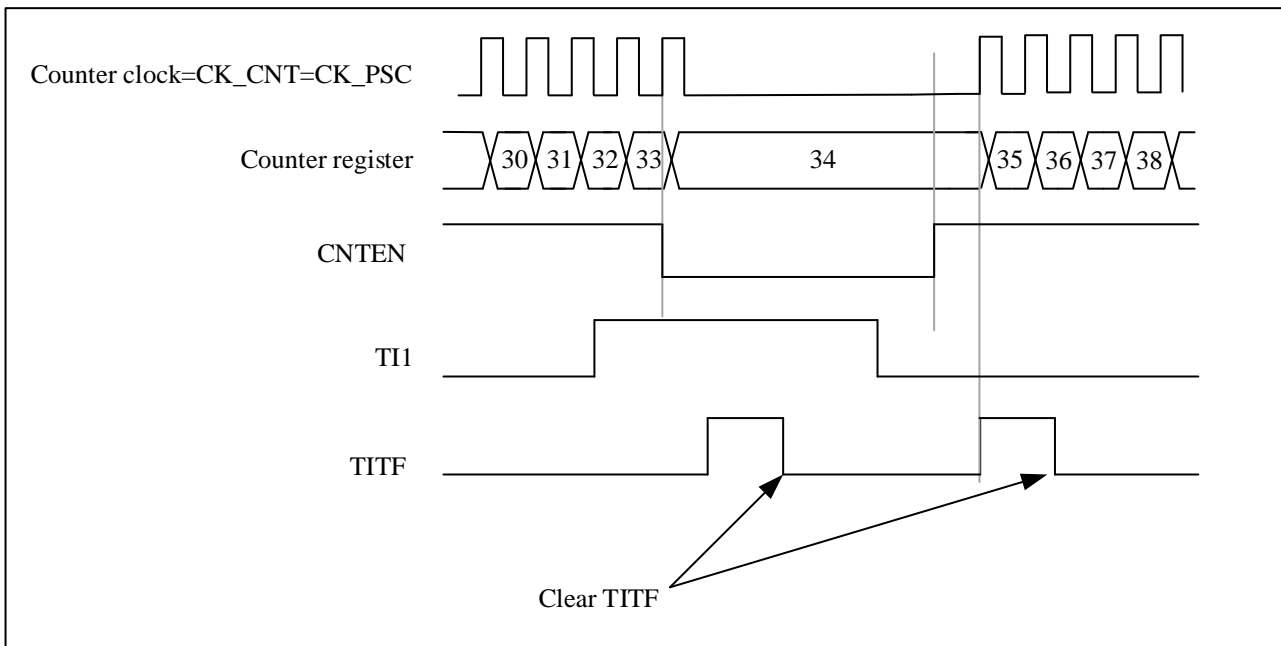 Counter clock=CK_CNT=CK_PSC
Counter register
30 31 32 33 34 35 36 37 38
CNTEN
TI1
TITF
Clear TITF